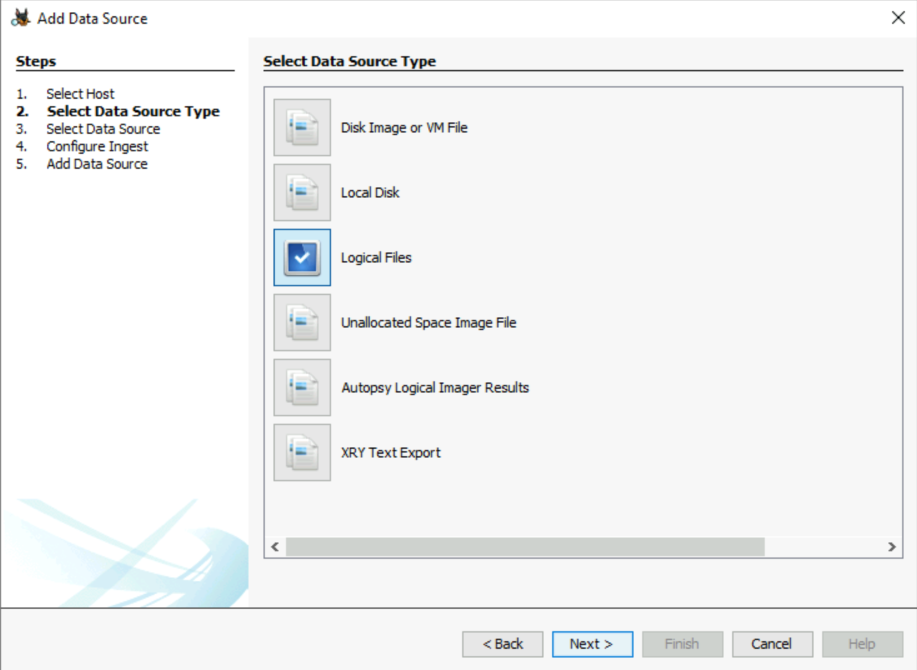 Add Data Source
Steps
1. Select Host
2. Select Data Source Type
3. Select Data Source
4. Configure Ingest
5. Add Data Source
Select Data Source Type
Disk Image or VM File
Local Disk
Logical Files
Unallocated Space Image File
Autopsy Logical Imager Results
XRY Text Export
< Back
Next >
Finish
Cancel
Help